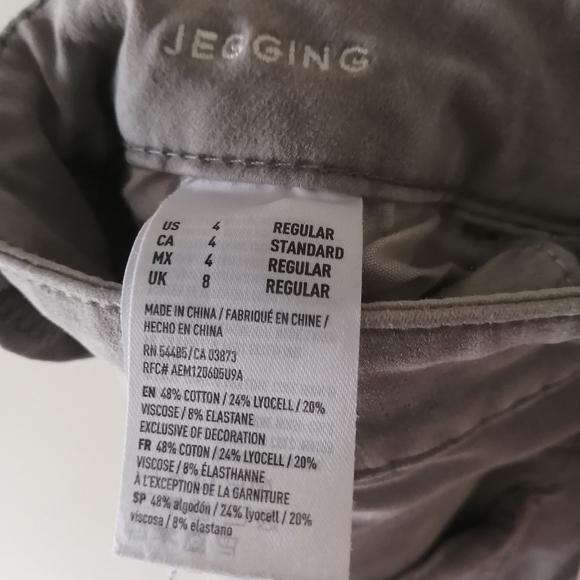 JEGGING
US 4 REGULAR
CA 4 STANDARD
MX 4 REGULAR
UK 8 REGULAR
MADE IN CHINA / FABRIQUÉ EN CHINE /
HECHO EN CHINA
RN 54485/CA 03873
RFC# AEM120605U9A
EN 48% COTTON / 24% LYOCELL / 20%
VISCOSE / 8% ELASTANE
EXCLUSIVE OF DECORATION
FR 48% COTON / 24% LYOCELL / 20%
VISCOSE / 8% ÉLASTHANNE
À L'EXCEPTION DE LA GARNITURE
SP 48% algodón / 24% lyocell / 20%
viscosa / 8% elastano